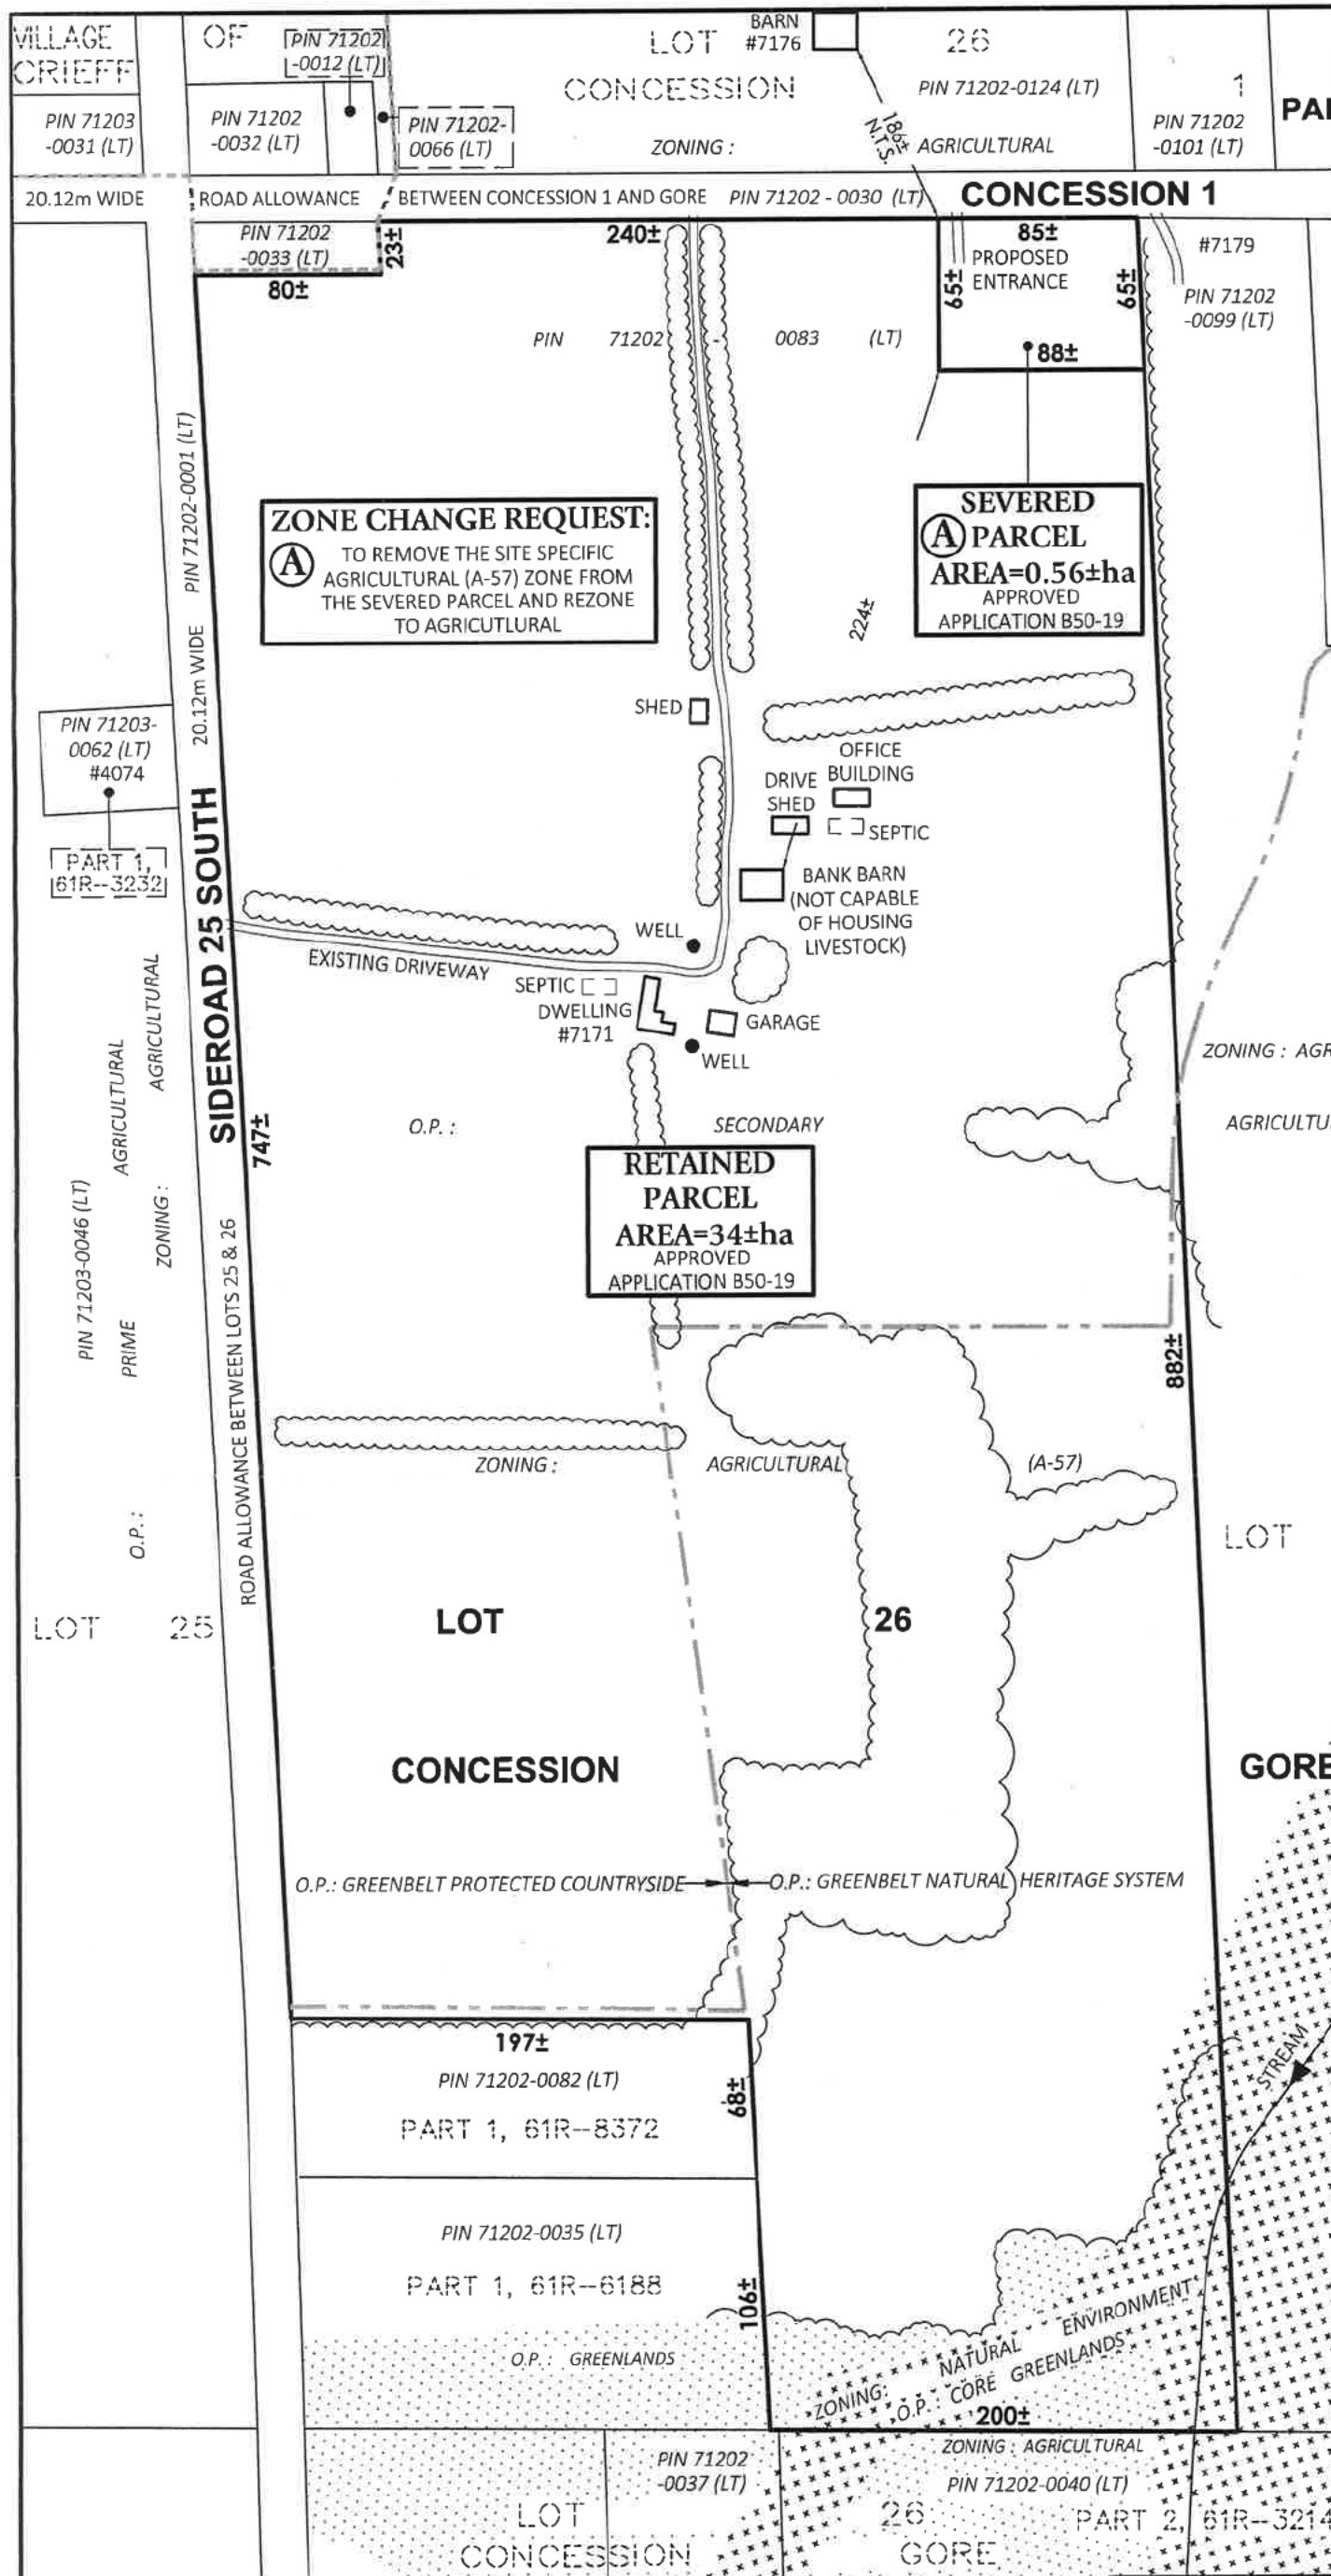 VILLAGE OF
CRIEFF
PIN 71202
-0012 (LT)
LOT 26
BARN
#7176
CONCESSION 1
PIN 71202-0124 (LT)
PIN 71203
-0031 (LT)
PIN 71202
-0032 (LT)
PIN 71202-
0066 (LT)
ZONING : AGRICULTURAL
186±
N.T.S.
PIN 71202
-0101 (LT)
20.12m WIDE ROAD ALLOWANCE BETWEEN CONCESSION 1 AND GORE PIN 71202 - 0030 (LT)
CONCESSION 1
PIN 71202
-0033 (LT)
23±
80±
240±
85±
PROPOSED
ENTRANCE
65±
65±
88±
#7179
PIN 71202
-0099 (LT)
PIN 71202 - 0083 (LT)
20.12m WIDE PIN 71202-0001 (LT)
ZONE CHANGE REQUEST:
A TO REMOVE THE SITE SPECIFIC
AGRICULTURAL (A-57) ZONE FROM
THE SEVERED PARCEL AND REZONE
TO AGRICUTLURAL
SEVERED
A PARCEL
AREA=0.56±ha
APPROVED
APPLICATION B50-19
224±
SHED
PIN 71203-
0062 (LT)
#4074
PART 1,
61R--3232
OFFICE
BUILDING
DRIVE
SHED
SEPTIC
BANK BARN
(NOT CAPABLE
OF HOUSING
LIVESTOCK)
SIDEROAD 25 SOUTH
WELL
EXISTING DRIVEWAY
SEPTIC
DWELLING
#7171
GARAGE
WELL
747±
O.P. : SECONDARY
PIN 71203-0046 (LT)
O.P. : PRIME AGRICULTURAL
ZONING : AGRICULTURAL
ROAD ALLOWANCE BETWEEN LOTS 25 & 26
RETAINED
PARCEL
AREA=34±ha
APPROVED
APPLICATION B50-19
882±
ZONING : AGRICULTURAL (A-57)
LOT 25
LOT 26
LOT
CONCESSION GORE
O.P.: GREENBELT PROTECTED COUNTRYSIDE
O.P.: GREENBELT NATURAL HERITAGE SYSTEM
197±
PIN 71202-0082 (LT)
PART 1, 61R--8372
68±
STREAM
PIN 71202-0035 (LT)
PART 1, 61R--6188
106±
O.P. : GREENLANDS
ZONING: NATURAL ENVIRONMENT
O.P. : CORE GREENLANDS
200±
PIN 71202
-0037 (LT)
ZONING : AGRICULTURAL
PIN 71202-0040 (LT)
LOT 26
PART 2, 61R--3214
CONCESSION GORE